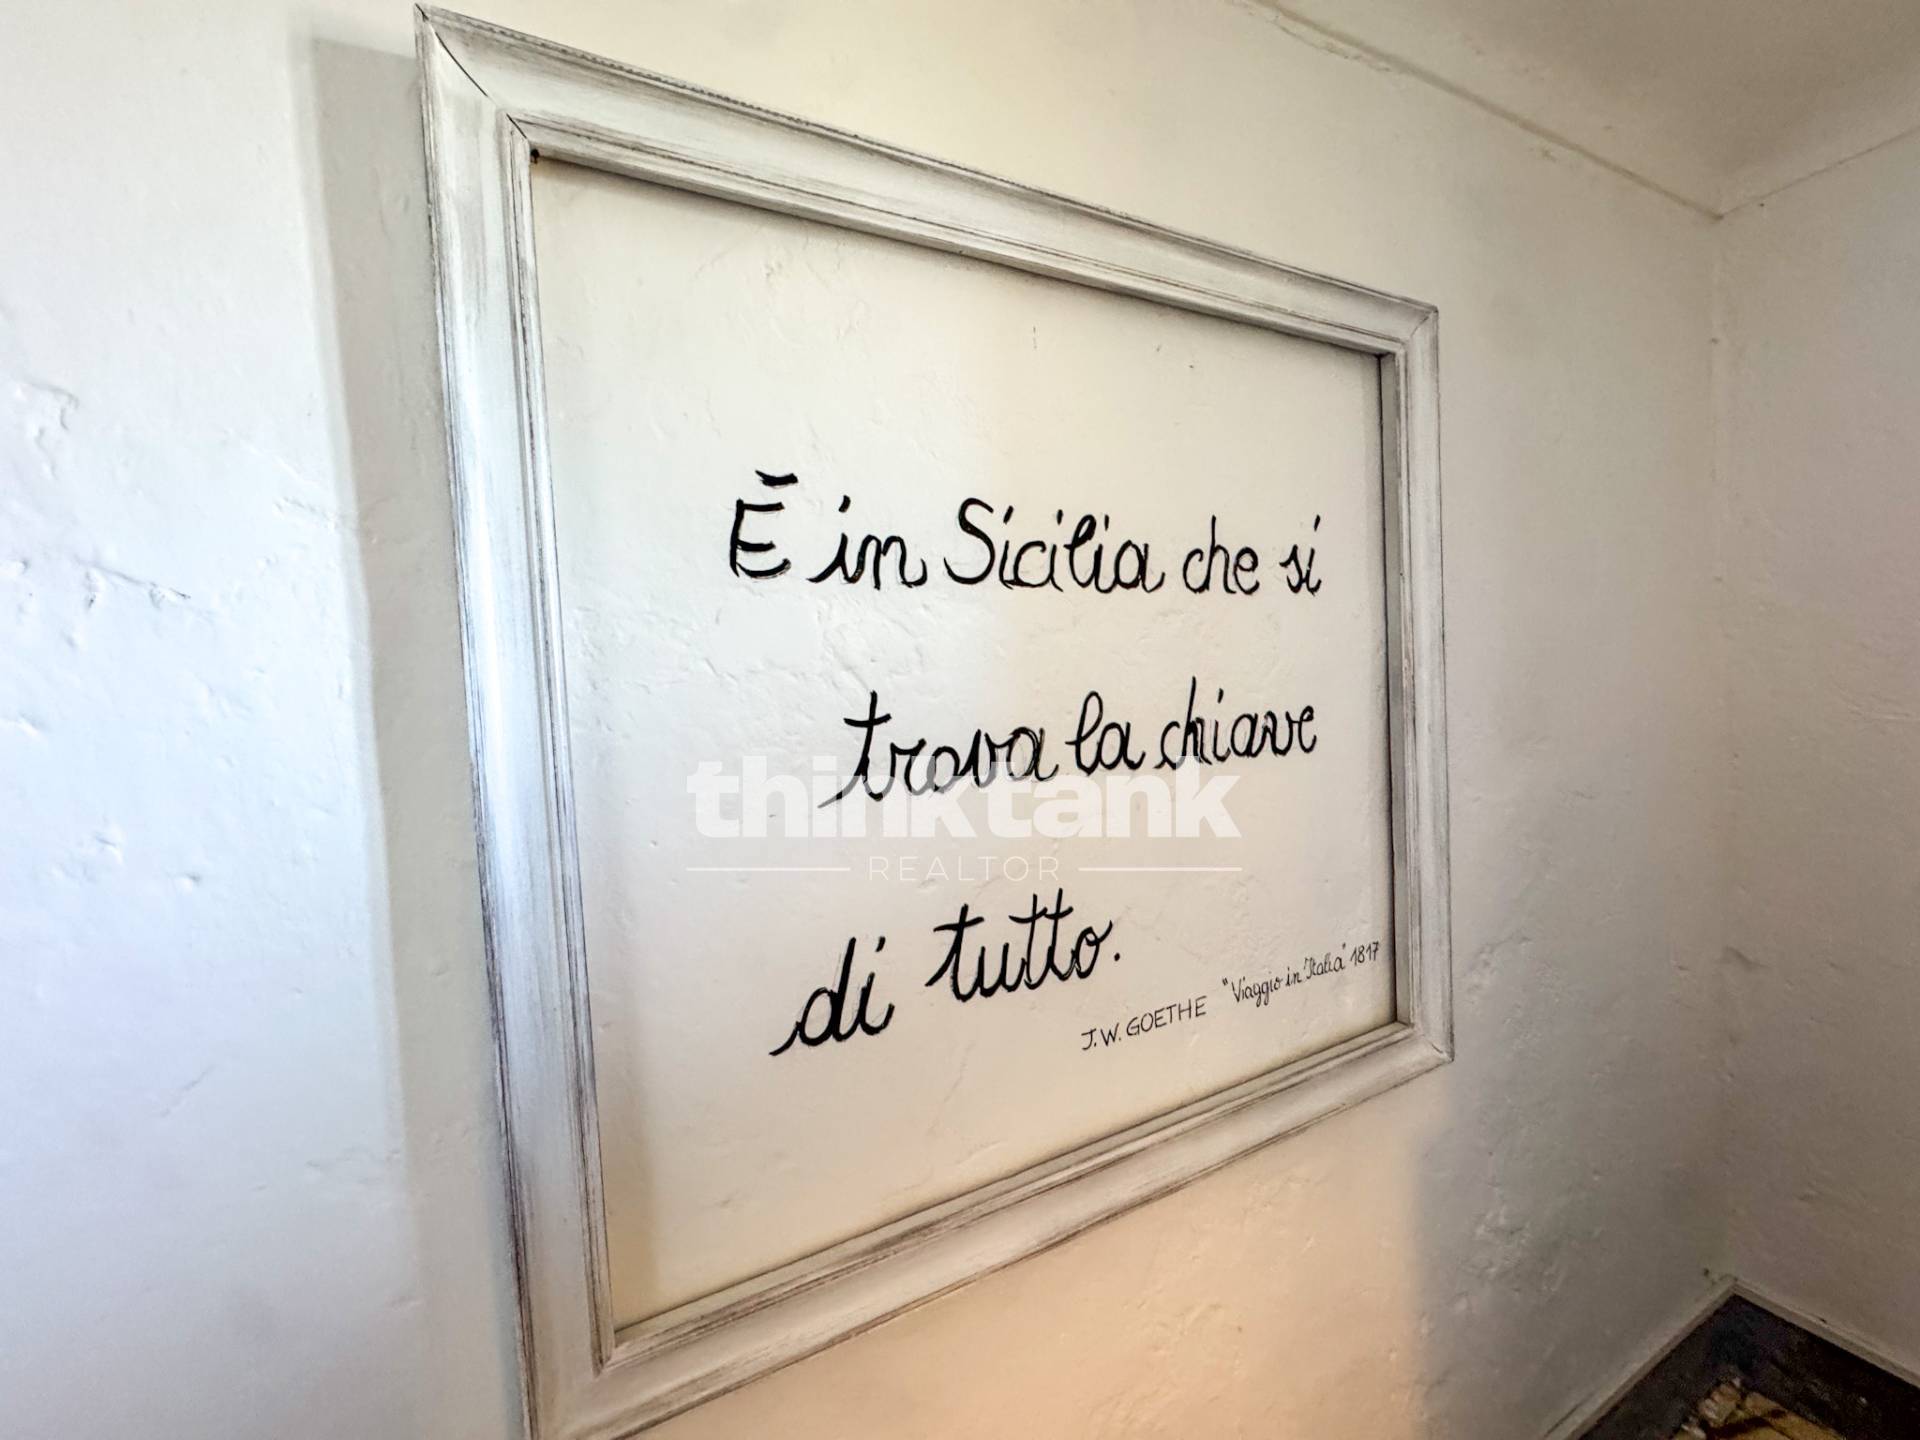 È in Sicilia che si
trova la chiave
di tutto.
J.W. GOETHE "Viaggio in Italia" 1817
thinktank
REALTOR